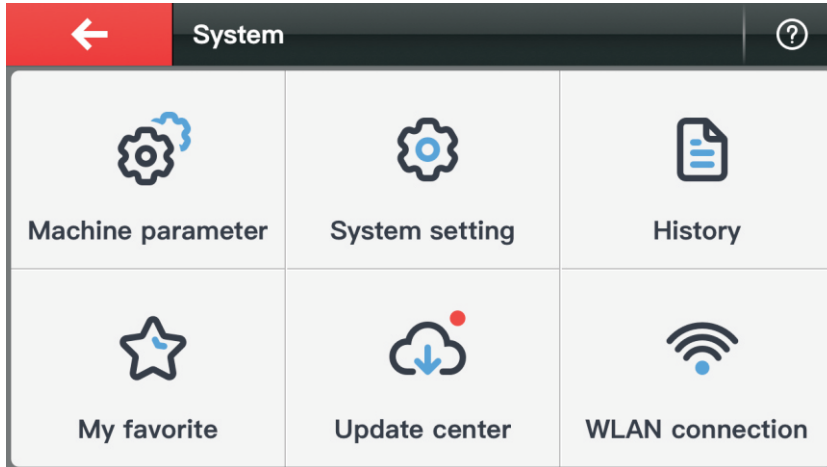 System
?
Machine parameter
System setting
History
My favorite
Update center
WLAN connection